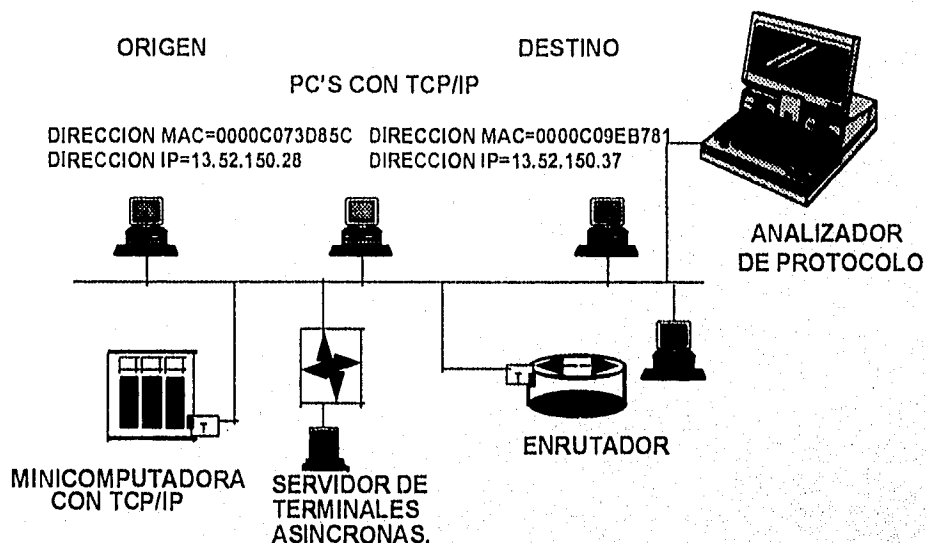 ORIGEN
DESTINO
PC'S CON TCP/IP
DIRECCION MAC=0000C073D85C
DIRECCION IP=13.52.150.28
DIRECCION MAC=0000C09EB781
DIRECCION IP=13.52.150.37
ANALIZADOR
DE PROTOCOLO
T
T
ENRUTADOR
MINICOMPUTADORA
CON TCP/IP
SERVIDOR DE
TERMINALES
ASINCRONAS.